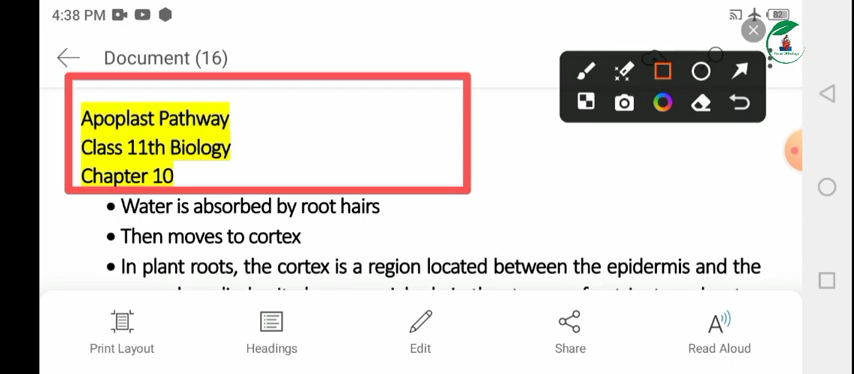 4:38 PM
82
Document (16)
Apoplast Pathway
Class 11th Biology
Chapter 10
• Water is absorbed by root hairs
• Then moves to cortex
• In plant roots, the cortex is a region located between the epidermis and the
Print Layout
Headings
Edit
Share
Read Aloud